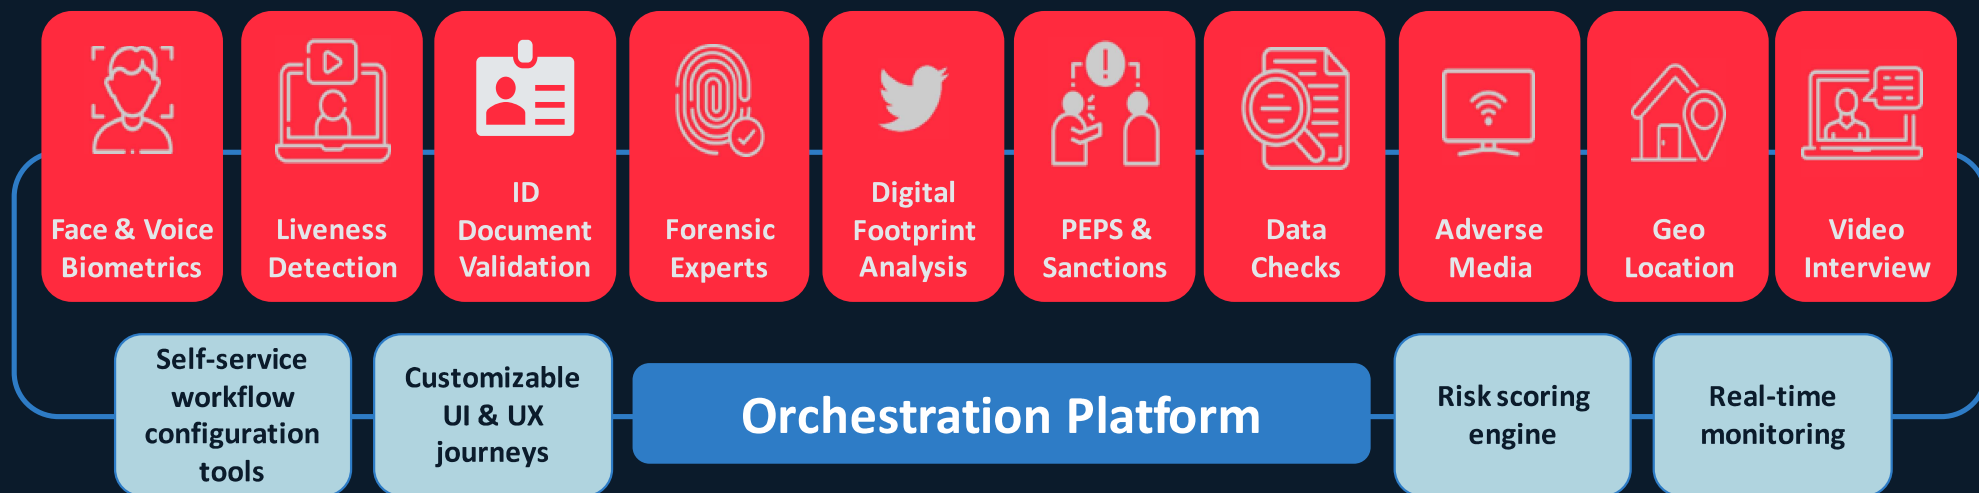 Face & Voice
Biometrics
Liveness
Detection
ID
Document
Validation
Forensic
Experts
Digital
Footprint
Analysis
PEPS &
Sanctions
Data
Checks
Adverse
Media
Geo
Location
Video
Interview
Self-service
workflow
configuration
tools
Customizable
UI & UX
journeys
Orchestration Platform
Risk scoring
engine
Real-time
monitoring